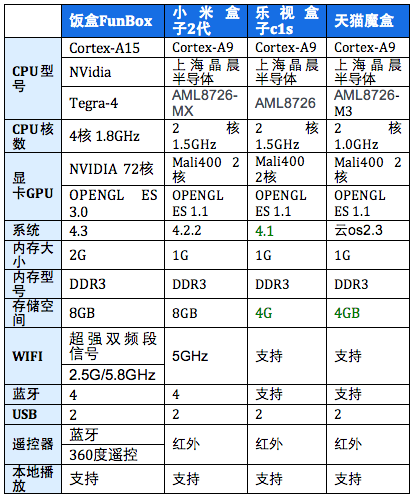 饭盒FunBox 小米盒子2代 乐视盒子c1s 天猫魔盒
CPU型号 Cortex-A15 Cortex-A9 Cortex-A9 Cortex-A9
NVidia 上海晶晨半导体 上海晶晨半导体 上海晶晨半导体
Tegra-4 AML8726-MX AML8726 AML8726-M3
CPU核数 4核 1.8GHz 2核1.5GHz 2核1.5GHz 2核1.0GHz
显卡GPU NVIDIA 72核 Mali400 2核 Mali400 2核 Mali400 2核
OPENGL ES 3.0 OPENGL ES 1.1 OPENGL ES 1.1 OPENGL ES 1.1
系统 4.3 4.2.2 4.1 云os2.3
内存大小 2G 1G 1G 1G
内存型号 DDR3 DDR3 DDR3 DDR3
存储空间 8GB 8GB 4G 4GB
WIFI 超强双频段信号 5GHz 支持 支持
2.5G/5.8GHz
蓝牙 4 4 支持 支持
USB 2 2 2 2
遥控器 蓝牙 红外 红外 红外
360度遥控
本地播放 支持 支持 支持 支持